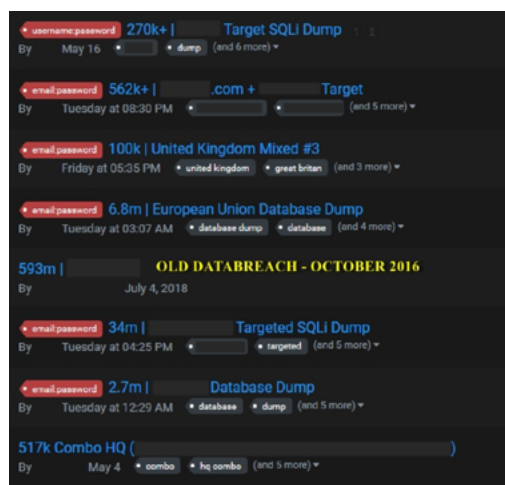 username:password 270k+ | Target SQLi Dump 1 2
By May 16 dump (and 6 more)
email:password 562k+ | .com + Target
By Tuesday at 08:30 PM (and 5 more)
email:password 100k | United Kingdom Mixed #3
By Friday at 05:35 PM united kingdom great britan (and 3 more)
email:password 6.8m | European Union Database Dump
By Tuesday at 03:07 AM database dump database (and 4 more)
593m | OLD DATABREACH - OCTOBER 2016
By July 4, 2018
email:password 34m | Targeted SQLi Dump
By Tuesday at 04:25 PM targeted (and 5 more)
email:password 2.7m | Database Dump
By Tuesday at 12:29 AM database dump (and 5 more)
517k Combo HQ ( )
By May 4 combo hq combo (and 5 more)